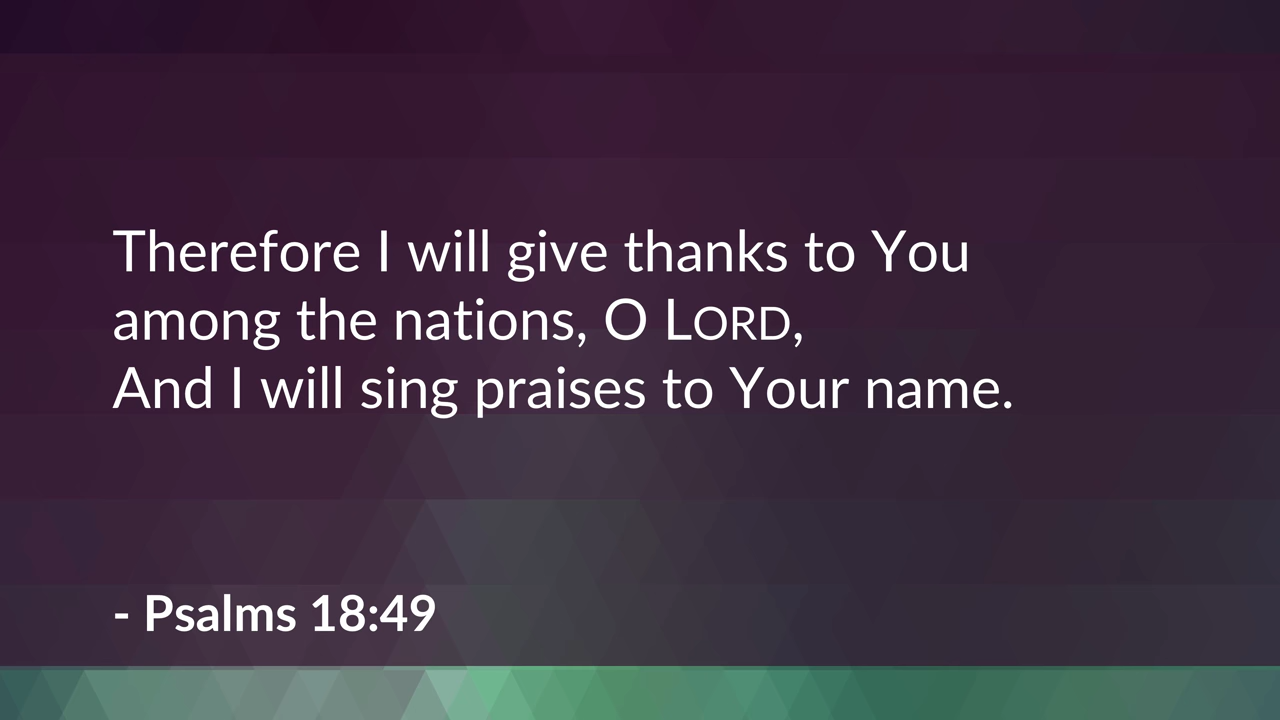 Therefore I will give thanks to You
among the nations, O LORD,
And I will sing praises to Your name.
- Psalms 18:49